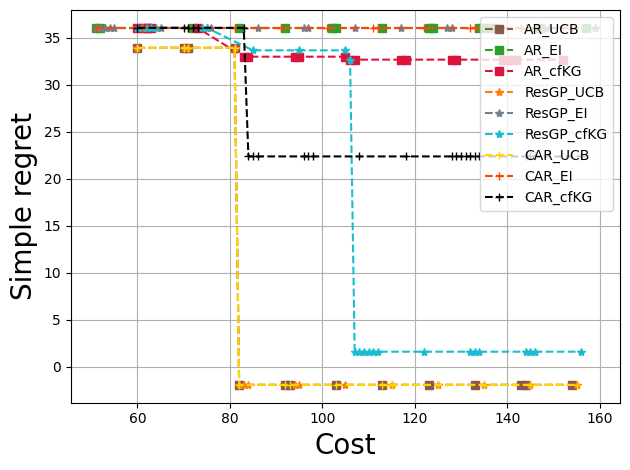 Simple regret
35
30
25
20
15
10
5
0
60
80
100
120
140
160
Cost
AR_UCB
AR_EI
AR_cfKG
ResGP_UCB
ResGP_EI
ResGP_cfKG
CAR_UCB
CAR_EI
CAR_cfKG